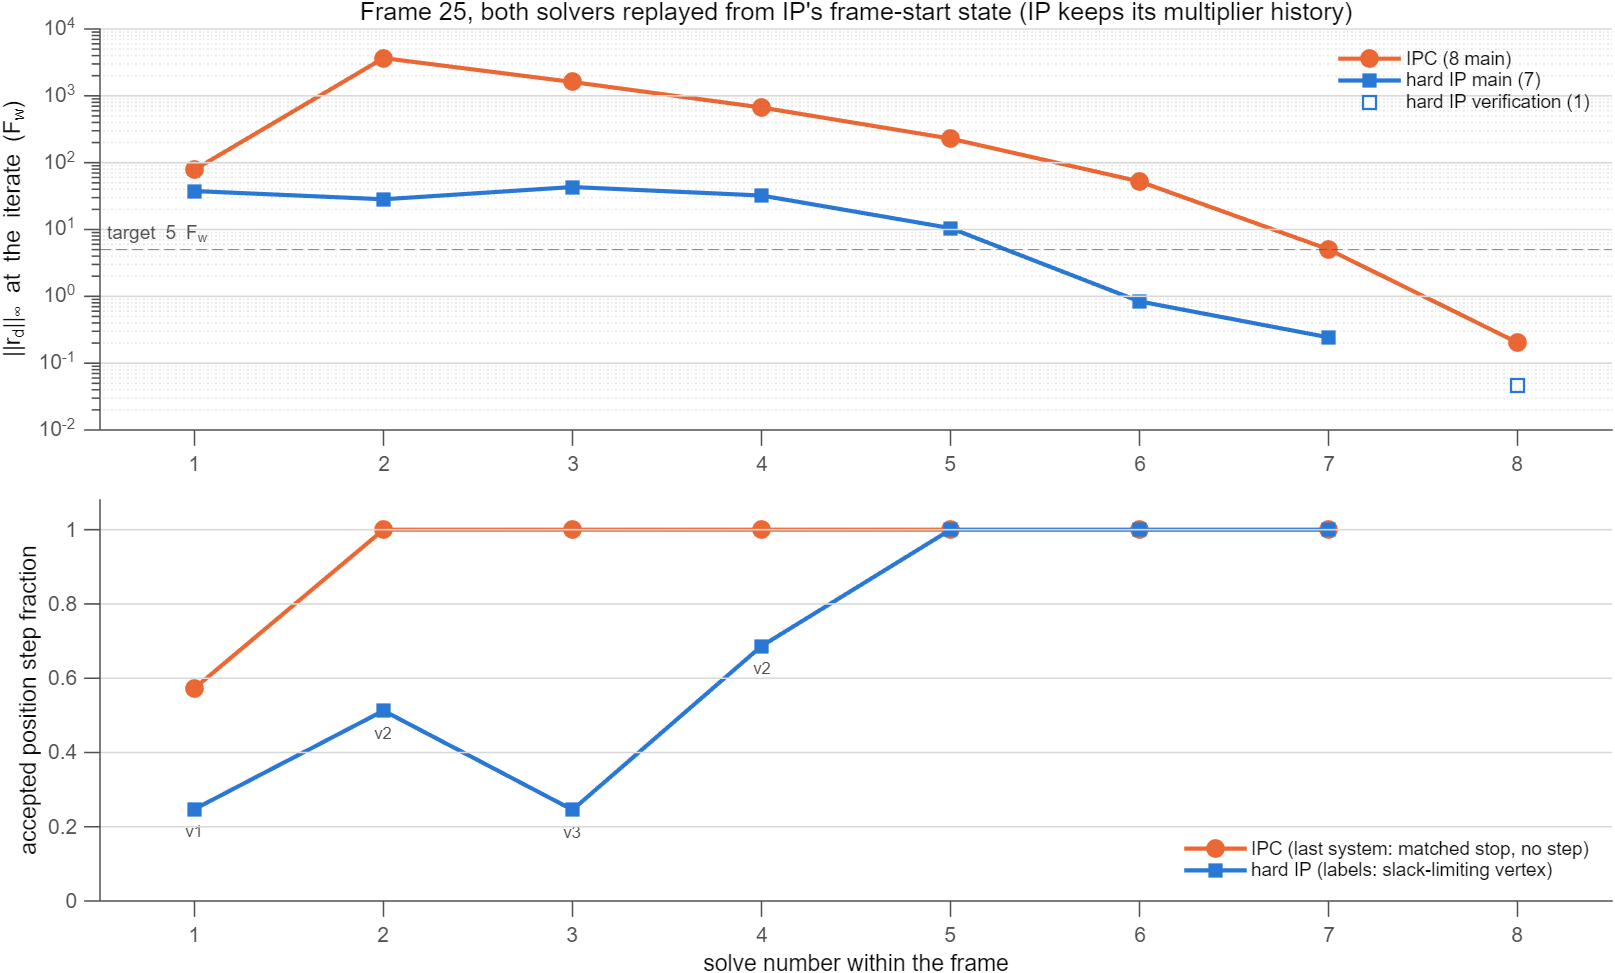 Frame 25, both solvers replayed from IP's frame-start state (IP keeps its multiplier history)
||r_d||_∞ at the iterate (F_w)
10^4
10^3
10^2
10^1
10^0
10^-1
10^-2
target 5 F_w
IPC (8 main)
hard IP main (7)
hard IP verification (1)
1 2 3 4 5 6 7 8
accepted position step fraction
1
0.8
0.6
0.4
0.2
0
v1
v2
v3
v2
IPC (last system: matched stop, no step)
hard IP (labels: slack-limiting vertex)
1 2 3 4 5 6 7 8
solve number within the frame